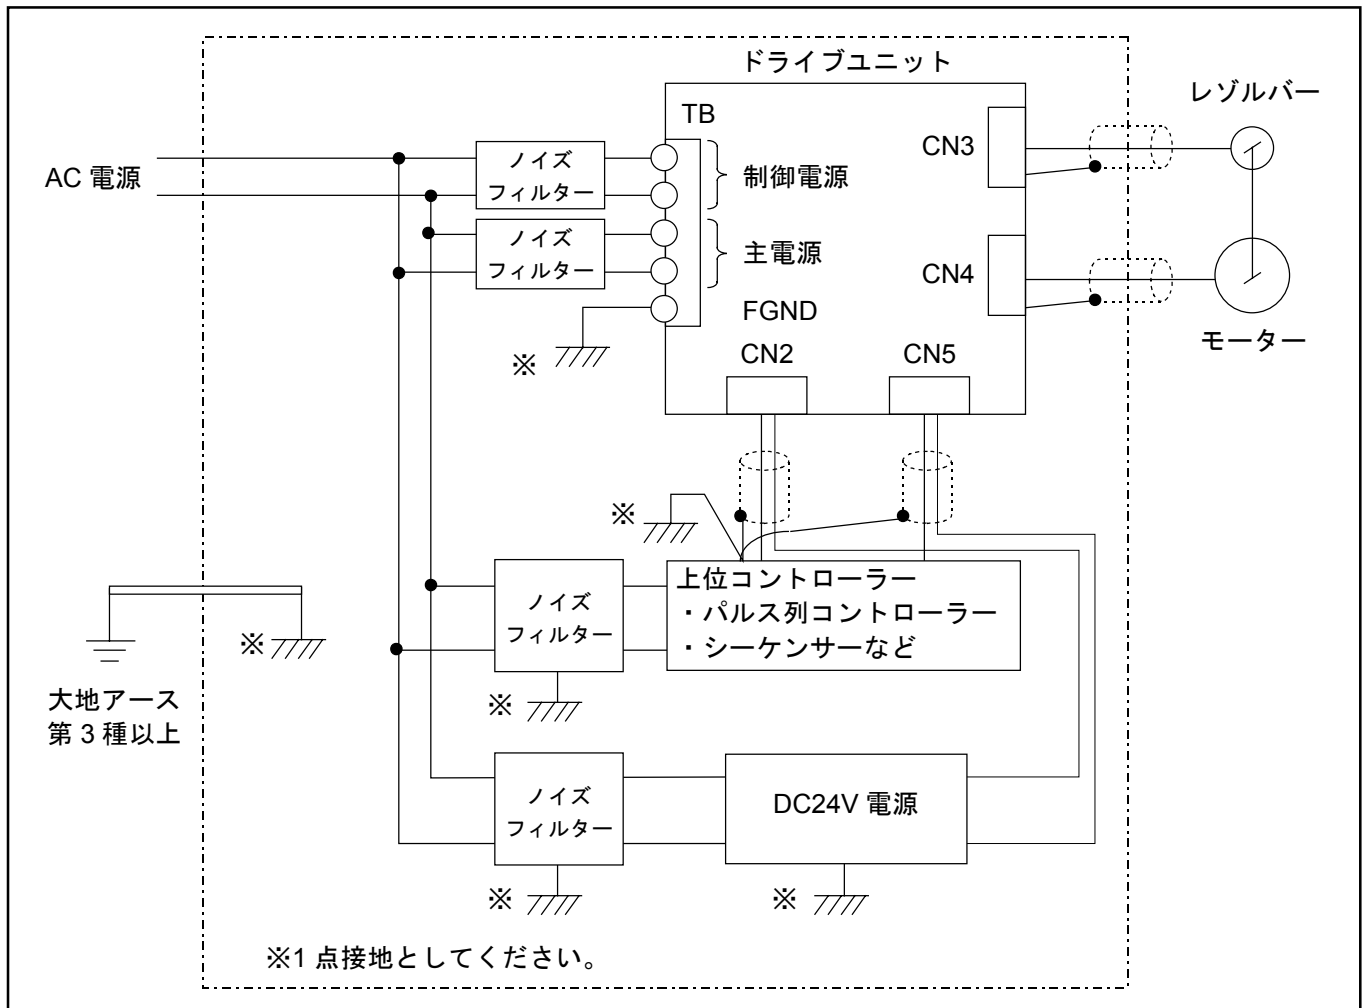 ドライブユニット
レゾルバー
TB
CN3
AC 電源
ノイズ
フィルター
制御電源
ノイズ
フィルター
主電源
CN4
FGND
※
CN2
CN5
モーター
※
上位コントローラー
・パルス列コントローラー
・シーケンサーなど
ノイズ
フィルター
※
大地アース
第 3 種以上
※
ノイズ
フィルター
DC24V 電源
※
※
※1 点接地としてください。